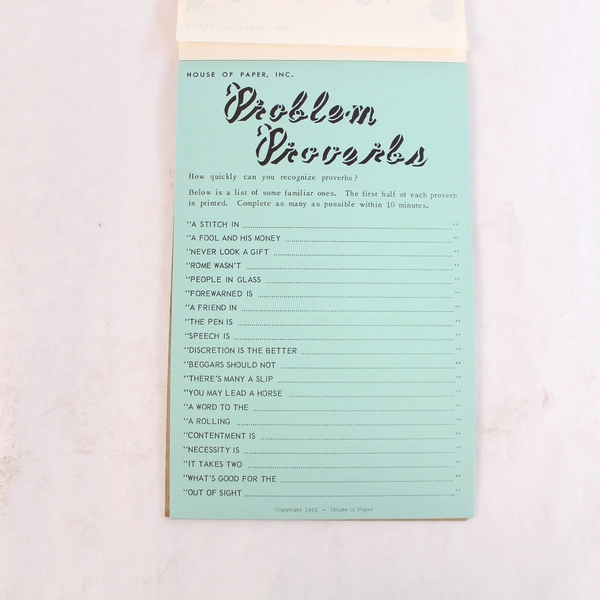 HOUSE OF PAPER, INC.
Problem
Proverbs
How quickly can you recognize proverbs?
Below is a list of some familiar ones. The first half of each proverb
is printed. Complete as many as possible within 10 minutes.
"A STITCH IN ........ "
"A FOOL AND HIS MONEY ........ "
"NEVER LOOK A GIFT ........ "
"ROME WASN'T ........ "
"PEOPLE IN GLASS ........ "
"FOREWARNED IS ........ "
"A FRIEND IN ........ "
"THE PEN IS ........ "
"SPEECH IS ........ "
"DISCRETION IS THE BETTER ........ "
"BEGGARS SHOULD NOT ........ "
"THERE'S MANY A SLIP ........ "
"YOU MAY LEAD A HORSE ........ "
"A WORD TO THE ........ "
"A ROLLING ........ "
"CONTENTMENT IS ........ "
"NECESSITY IS ........ "
"IT TAKES TWO ........ "
"WHAT'S GOOD FOR THE ........ "
"OUT OF SIGHT ........ "
Copyright 1952 — House of Paper